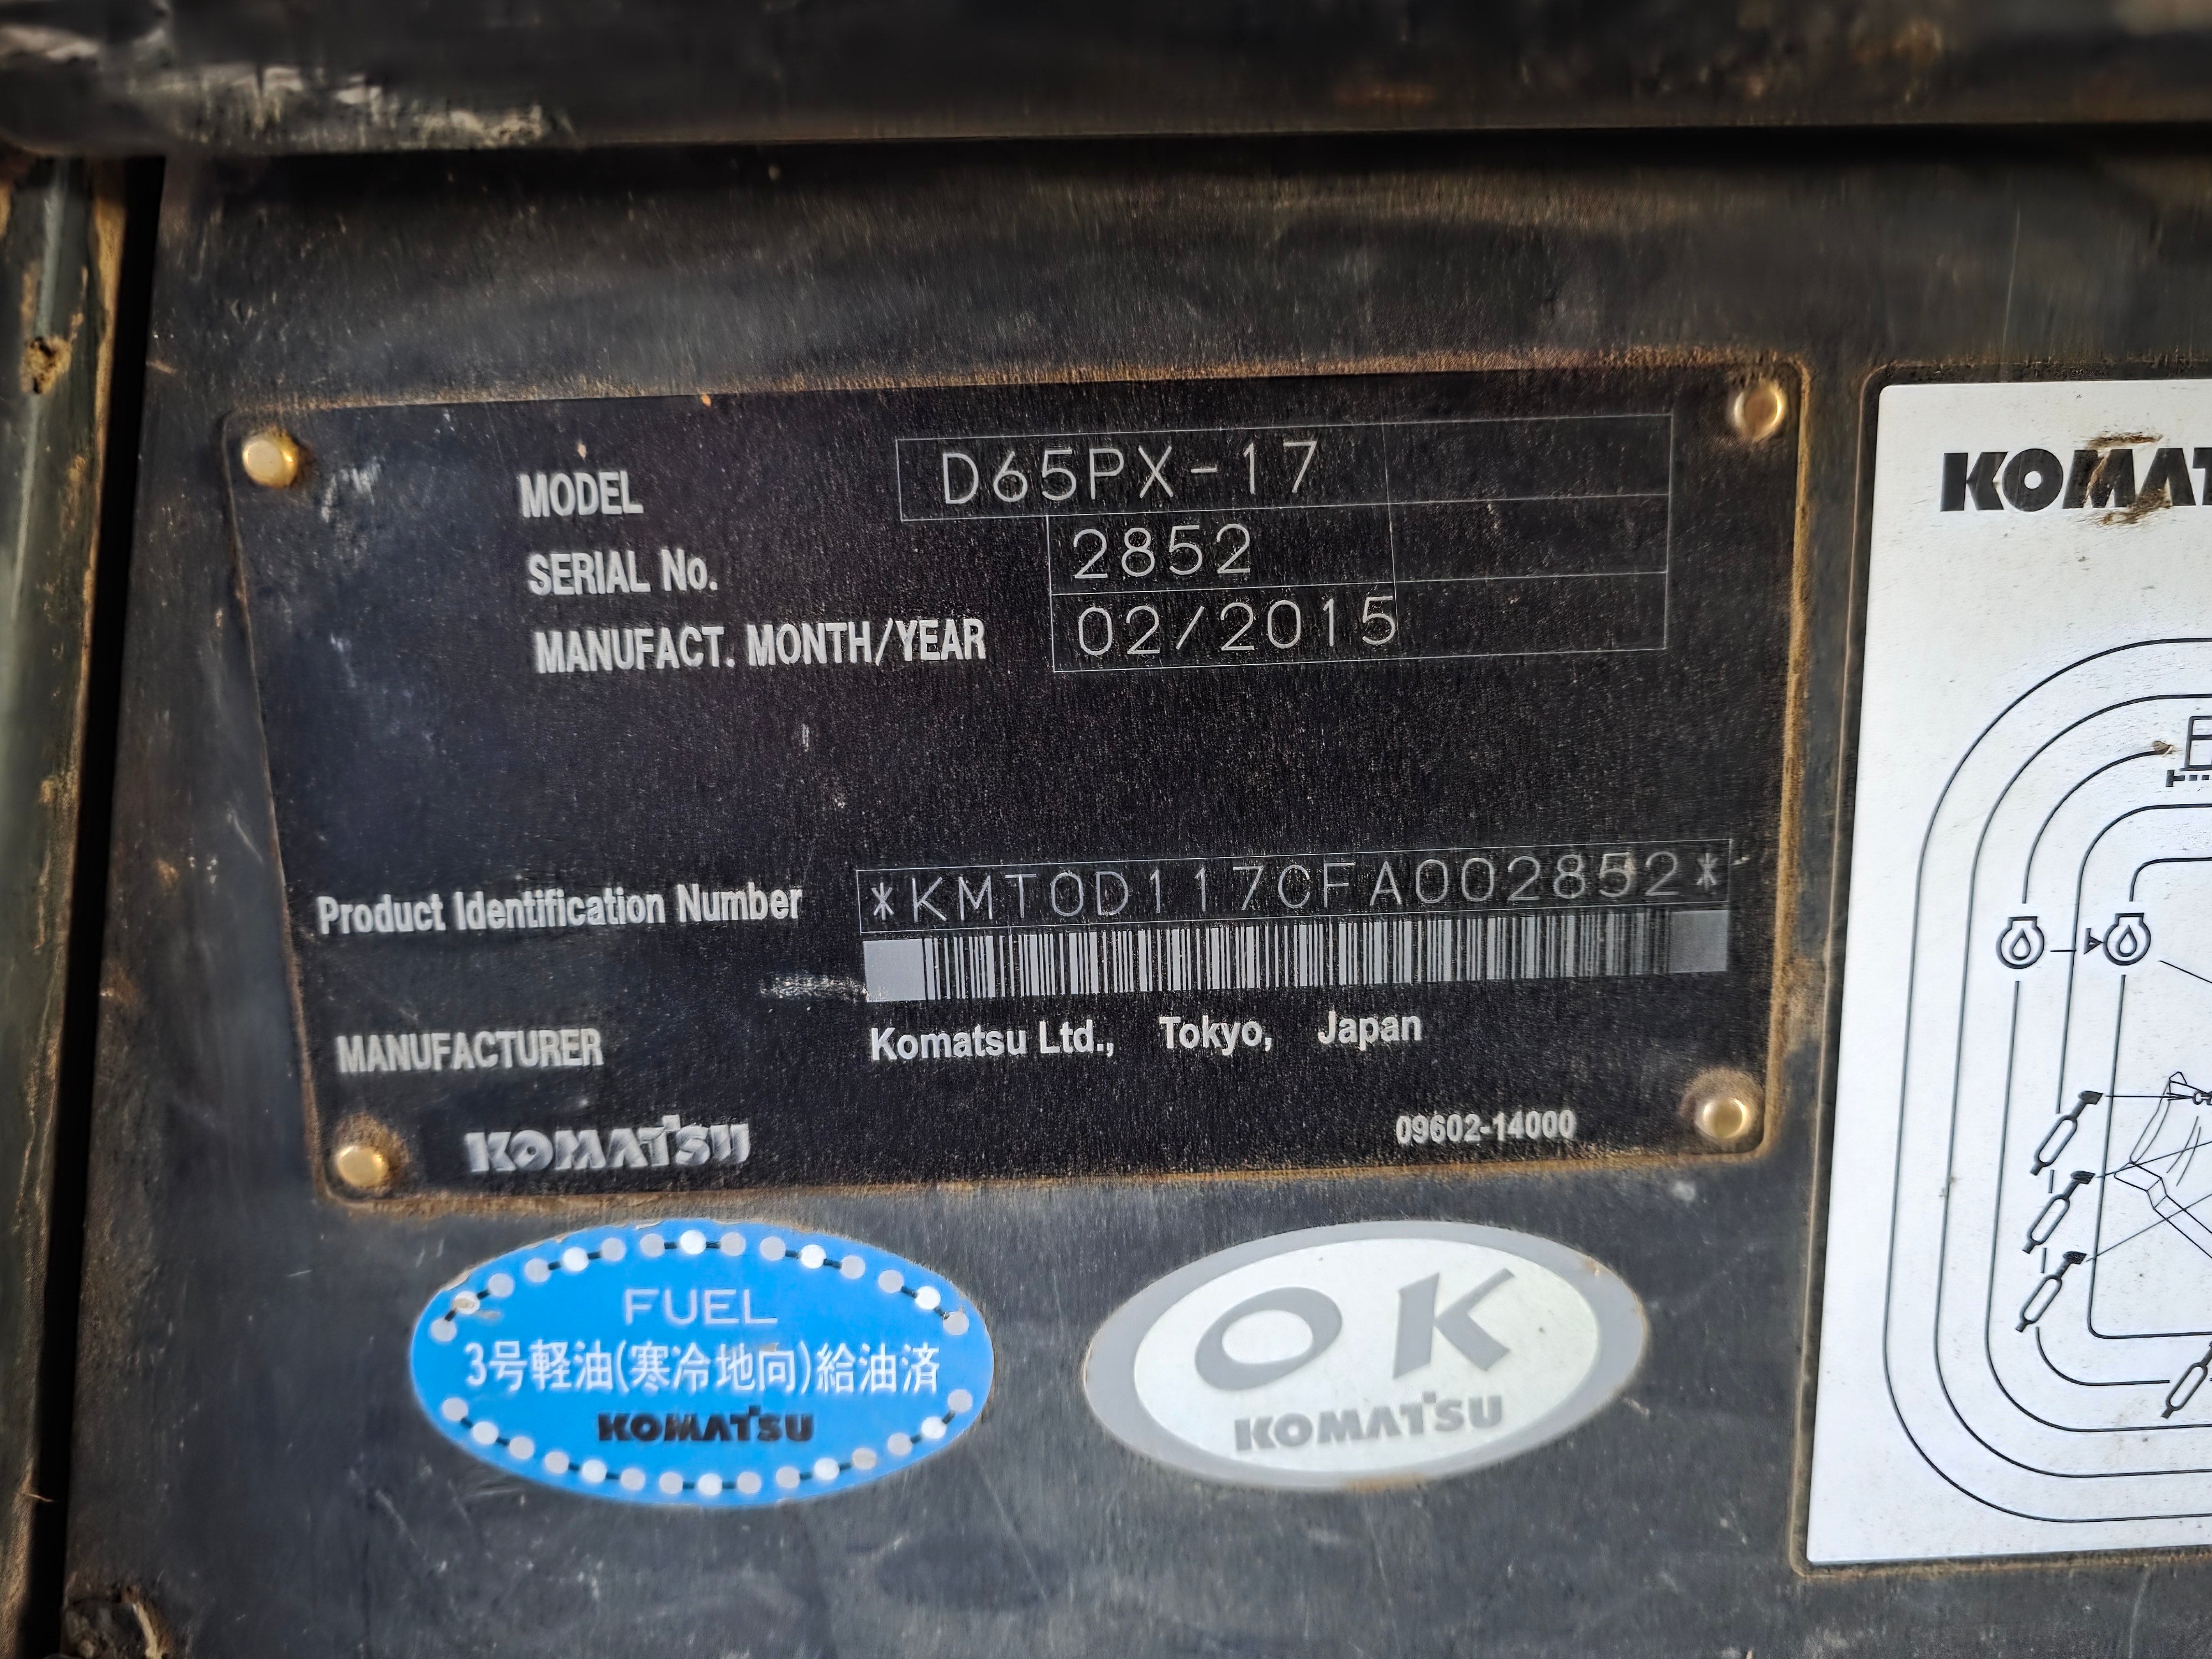 MODEL D65PX-17
SERIAL No. 2852
MANUFACT. MONTH/YEAR 02/2015
Product Identification Number *KMT0D117CFA002852*
MANUFACTURER Komatsu Ltd., Tokyo, Japan
KOMATSU 09602-14000
FUEL
3号軽油(寒冷地向)給油済
KOMATSU
OK
KOMATSU
KOMAT